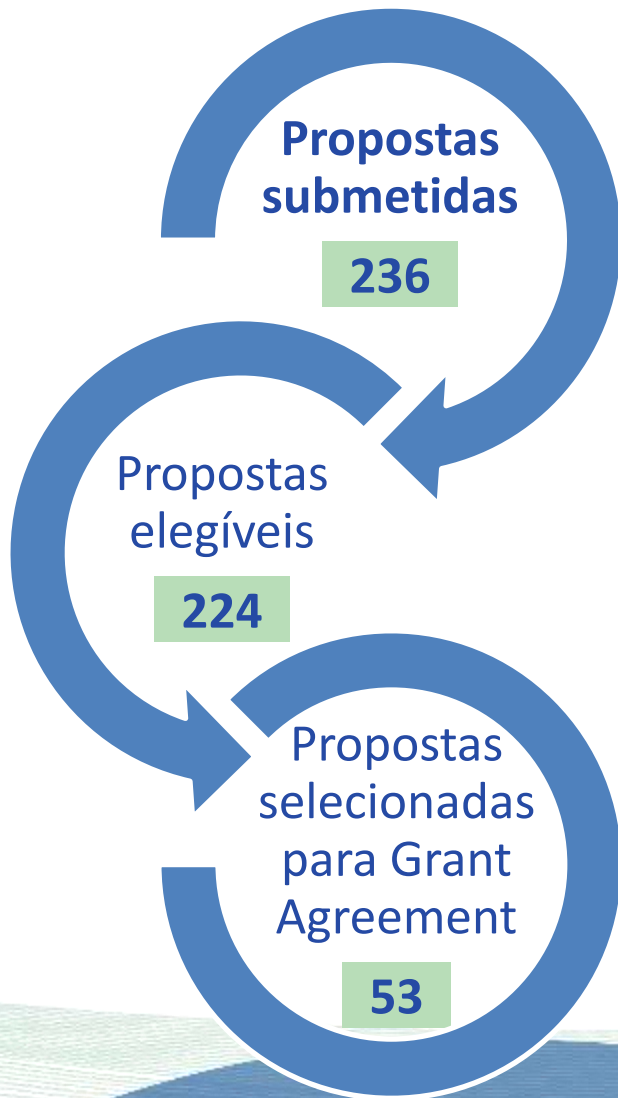 Propostas
submetidas
236
Propostas
elegíveis
224
Propostas
selecionadas
para Grant
Agreement
53